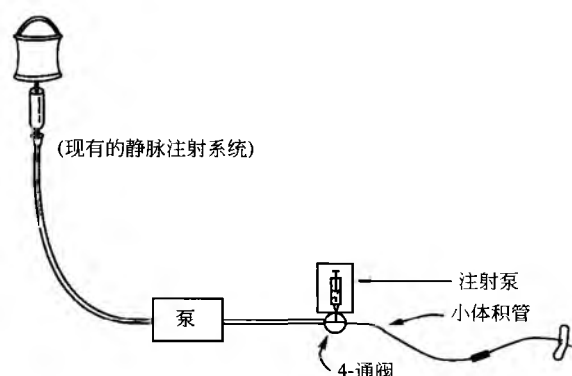 (现有的静脉注射系统)
注射泵
小体积管
泵
4-通阀